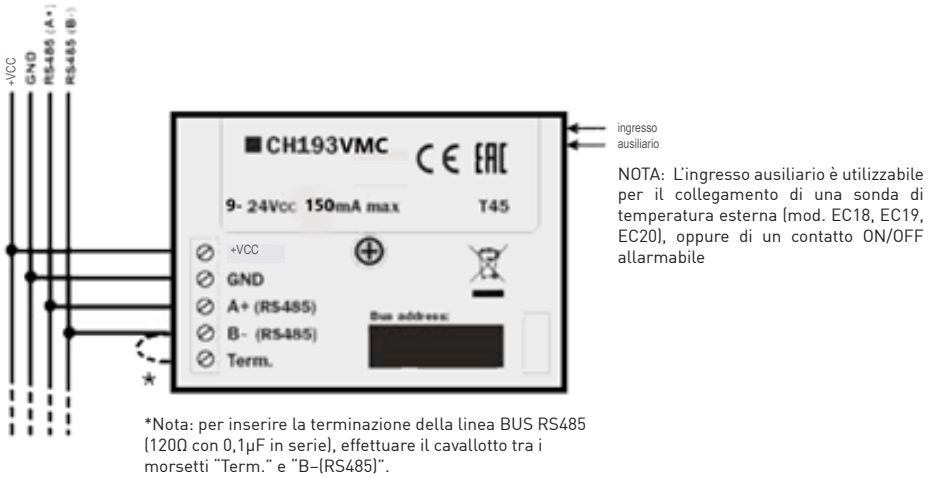 +VCC
GND
RS485 (A+)
RS485 (B-)
CH193VMC
CE EAC
9- 24Vcc 150mA max
T45
+VCC
GND
A+ (RS485)
B- (RS485)
Term.
Bus address:
*
ingresso
ausiliario
NOTA: L'ingresso ausiliario è utilizzabile
per il collegamento di una sonda di
temperatura esterna (mod. EC18, EC19,
EC20), oppure di un contatto ON/OFF
allarmabile
*Nota: per inserire la terminazione della linea BUS RS485
(120Ω con 0,1µF in serie), effettuare il cavallotto tra i
morsetti "Term." e "B–(RS485)".